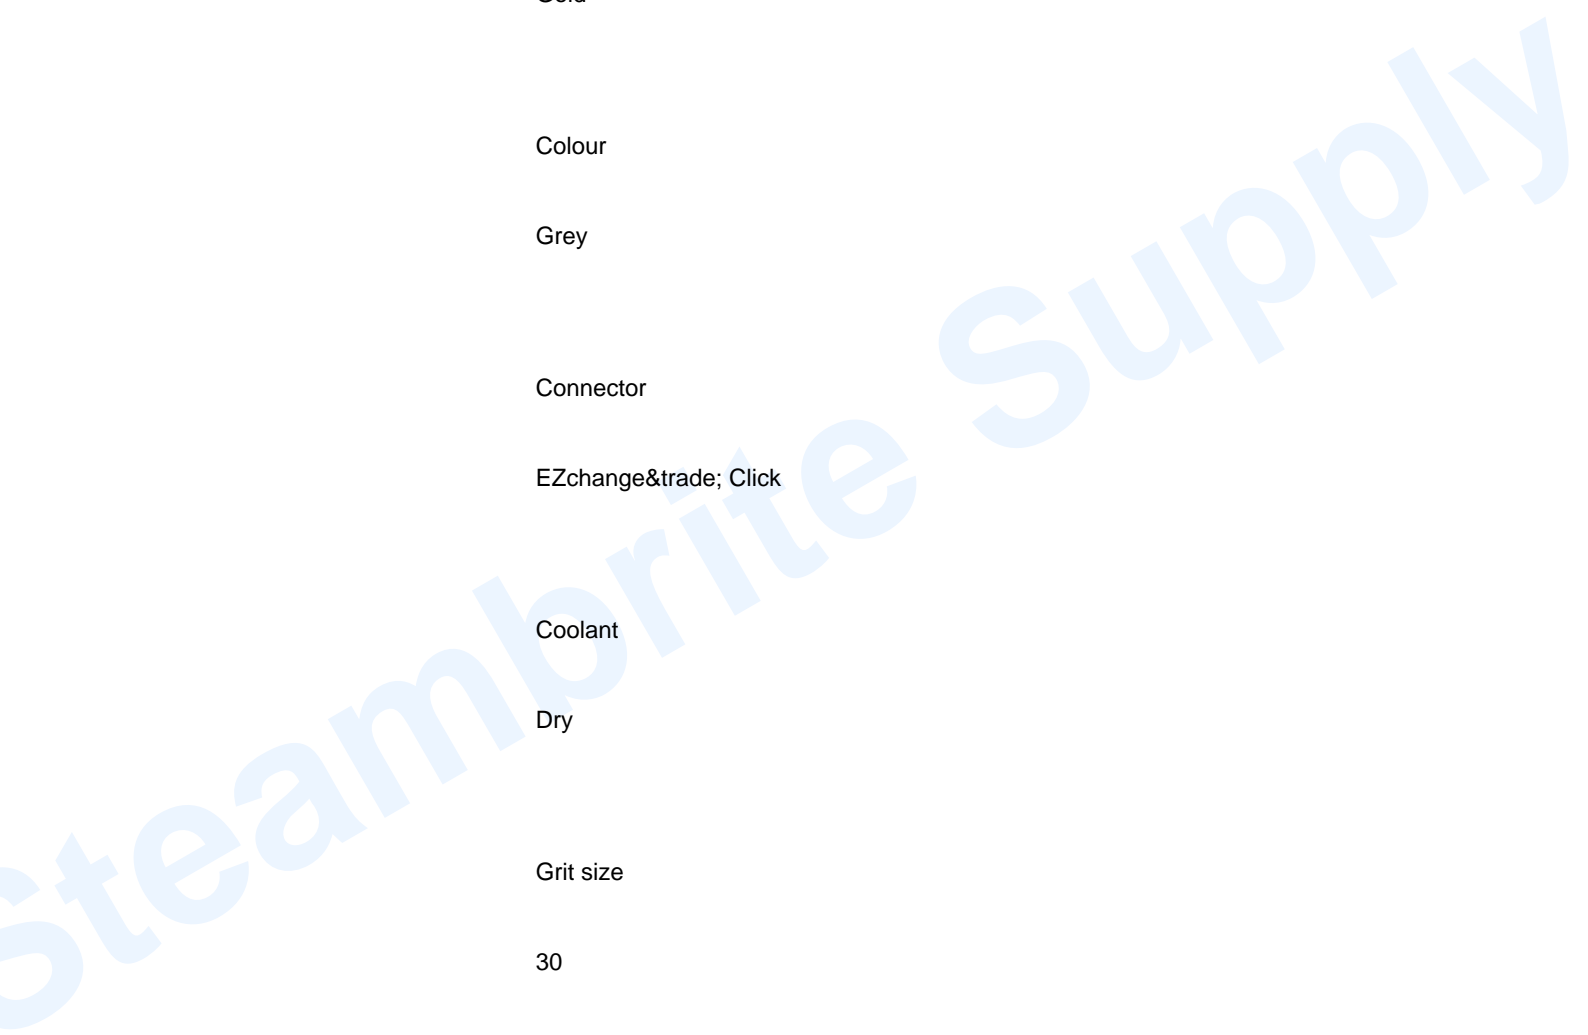 Colour
Grey
Connector
EZchange&trade; Click
Coolant
Dry
Grit size
30
Steambrite Supply